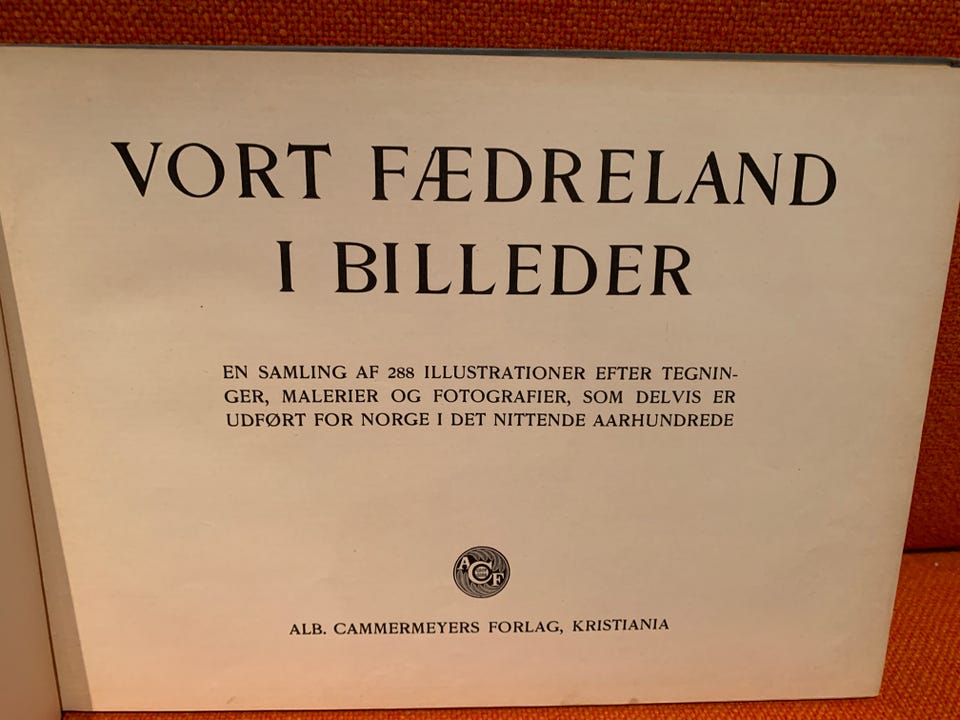 VORT FÆDRELAND
I BILLEDER
EN SAMLING AF 288 ILLUSTRATIONER EFTER TEGNIN-
GER, MALERIER OG FOTOGRAFIER, SOM DELVIS ER
UDFØRT FOR NORGE I DET NITTENDE AARHUNDREDE
ACF
ALB. CAMMERMEYERS FORLAG, KRISTIANIA